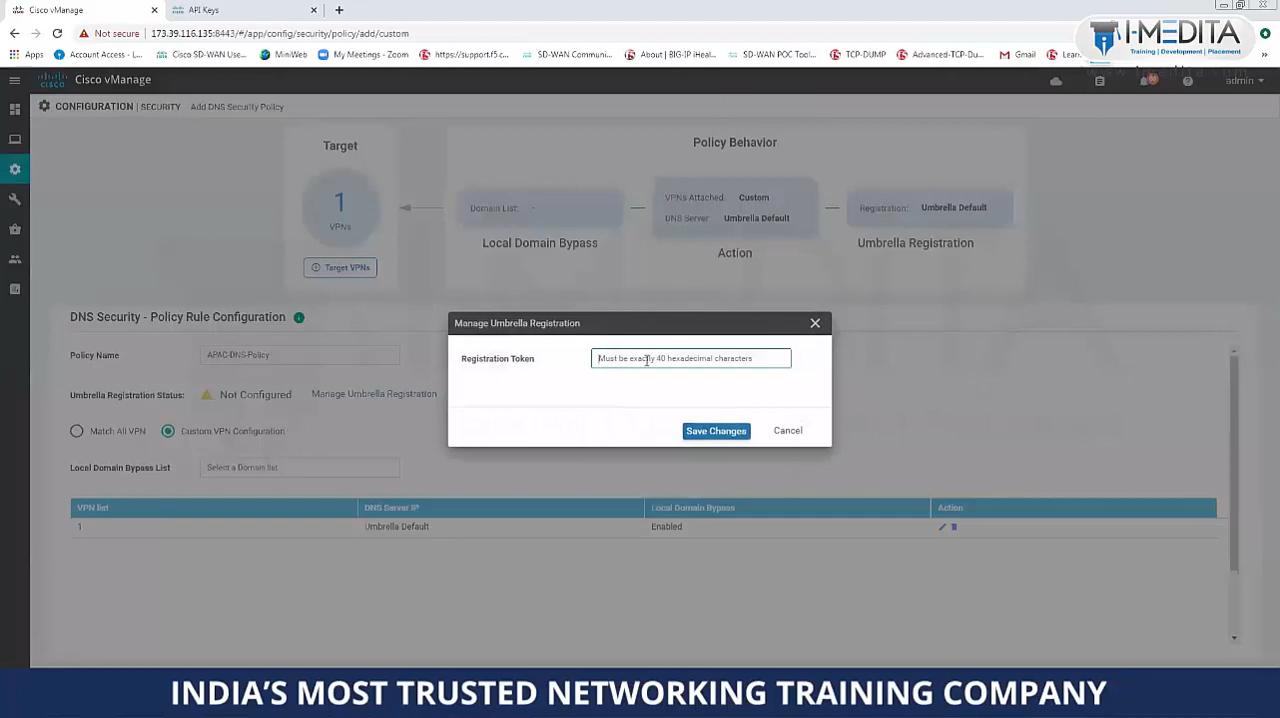 Cisco vManage
API Keys
Not secure
173.39.116.135:8443/#/app/config/security/policy/add/custom
I-MEDITA
Training | Development | Placement
Apps
Account Access - Lo...
Cisco SD-WAN Use...
MiniWeb
My Meetings - Zoom
https://supportf5.c...
SD-WAN Communi...
About | BIG-IP iHeal...
SD-WAN POC Tool...
TCP-DUMP
Advanced-TCP-Du...
Gmail
Cisco vManage
admin
CONFIGURATION | SECURITY Add DNS Security Policy
Target
Policy Behavior
1
VPNs
Target VPNs
Domain List: -
Local Domain Bypass
VPNs Attached: Custom
DNS Server Umbrella Default
Action
Registration: Umbrella Default
Umbrella Registration
DNS Security - Policy Rule Configuration
Policy Name
APAC-DNS-Policy
Umbrella Registration Status:
Not Configured
Manage Umbrella Registration
Match All VPN
Custom VPN Configuration
Local Domain Bypass List
Select a Domain list
Manage Umbrella Registration
Registration Token
Must be exactly 40 hexadecimal characters
Save Changes
Cancel
VPN list
DNS Server IP
Local Domain Bypass
Action
1
Umbrella Default
Enabled
INDIA'S MOST TRUSTED NETWORKING TRAINING COMPANY